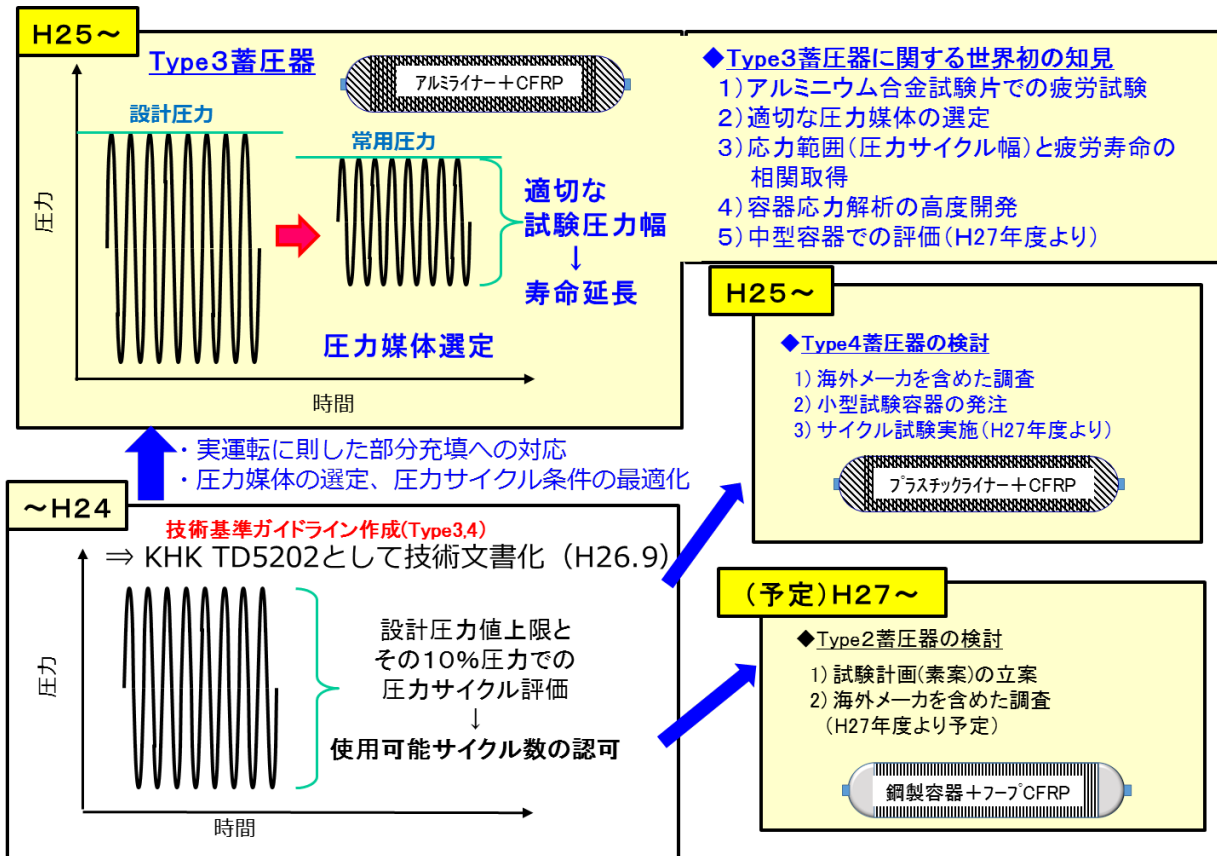 H25~
Type3蓄圧器
アルミライナー+CFRP
設計圧力
常用圧力
圧力
適切な
試験圧力幅
↓
寿命延長
圧力媒体選定
時間
◆Type3蓄圧器に関する世界初の知見
1)アルミニウム合金試験片での疲労試験
2)適切な圧力媒体の選定
3)応力範囲(圧力サイクル幅)と疲労寿命の
相関取得
4)容器応力解析の高度開発
5)中型容器での評価(H27年度より)
H25~
◆Type4蓄圧器の検討
1)海外メーカを含めた調査
2)小型試験容器の発注
3)サイクル試験実施(H27年度より)
プラスチックライナー+CFRP
・実運転に則した部分充填への対応
・圧力媒体の選定、圧力サイクル条件の最適化
~H24
技術基準ガイドライン作成(Type3,4)
⇒ KHK TD5202として技術文書化(H26.9)
圧力
設計圧力値上限と
その10%圧力での
圧力サイクル評価
↓
使用可能サイクル数の認可
時間
(予定)H27~
◆Type2蓄圧器の検討
1)試験計画(素案)の立案
2)海外メーカを含めた調査
(H27年度より予定)
鋼製容器+フープCFRP